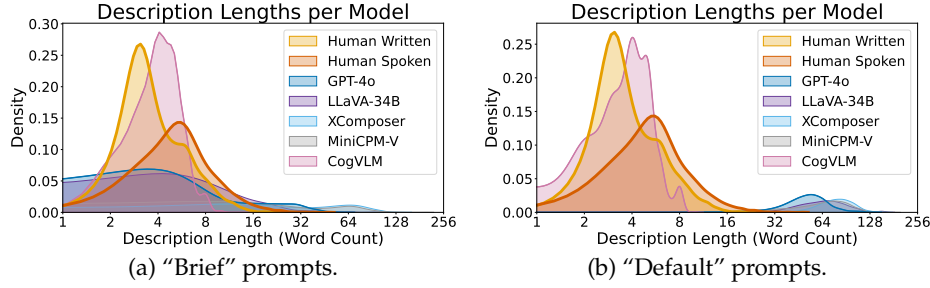 Description Lengths per Model
0.30
0.25
0.20
0.15
0.10
0.05
0.00
Density
Human Written
Human Spoken
GPT-4o
LLaVA-34B
XComposer
MiniCPM-V
CogVLM
1 2 4 8 16 32 64 128 256
Description Length (Word Count)
(a) “Brief” prompts.
Description Lengths per Model
0.25
0.20
0.15
0.10
0.05
0.00
Density
Human Written
Human Spoken
GPT-4o
LLaVA-34B
XComposer
MiniCPM-V
CogVLM
1 2 4 8 16 32 64 128 256
Description Length (Word Count)
(b) “Default” prompts.